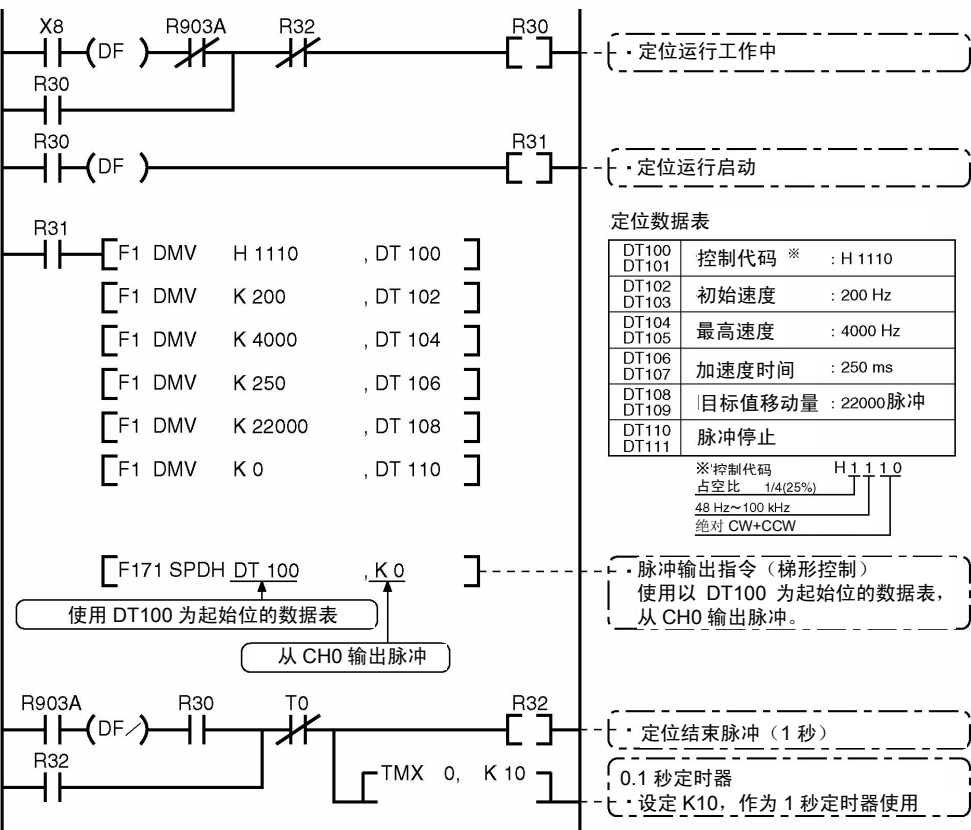 X8 R903A R32 R30
DF
· 定位运行工作中
R30
R30 R31
DF
· 定位运行启动
R31
F1 DMV H 1110 , DT 100
F1 DMV K 200 , DT 102
F1 DMV K 4000 , DT 104
F1 DMV K 250 , DT 106
F1 DMV K 22000 , DT 108
F1 DMV K 0 , DT 110
定位数据表
DT100
DT101 控制代码 ※ : H 1110
DT102
DT103 初始速度 : 200 Hz
DT104
DT105 最高速度 : 4000 Hz
DT106
DT107 加速度时间 : 250 ms
DT108
DT109 目标值移动量 : 22000脉冲
DT110
DT111 脉冲停止
※控制代码 H 1 1 1 0
占空比 1/4(25%)
48 Hz～100 kHz
绝对 CW+CCW
F171 SPDH DT 100 , K 0
使用 DT100 为起始位的数据表
从 CH0 输出脉冲
· 脉冲输出指令（梯形控制）
使用以 DT100 为起始位的数据表，
从 CH0 输出脉冲。
R903A R30 T0 R32
DF/
· 定位结束脉冲（1 秒）
R32
TMX 0, K 10
0.1 秒定时器
· 设定 K10，作为 1 秒定时器使用